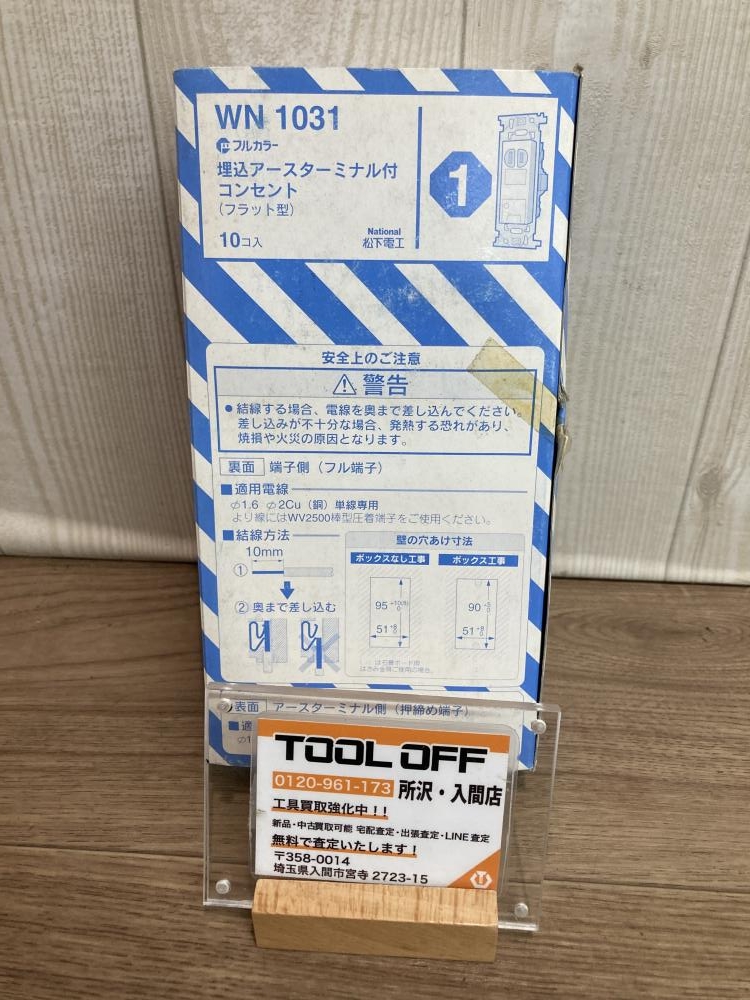 WN 1031
フルカラー
埋込アースターミナル付
コンセント
(フラット型)
10コ入
National
松下電工
1
安全上のご注意
警告
●結線する場合、電線を奥まで差し込んでください。
差し込みが不十分な場合、発熱する恐れがあり、
焼損や火災の原因となります。
裏面 端子側(フル端子)
■適用電線
φ1.6 φ2Cu(銅)単線専用
より線にはWV2500棒型圧着端子をご使用ください。
■結線方法
10mm
①
② 奥まで差し込む
壁の穴あけ寸法
ボックスなし工事 ボックス工事
95 90
51 51
表面 アースターミナル側(押締め端子)
■適
φ1
TOOL OFF
0120-961-173 所沢・入間店
工具買取強化中!!
新品・中古買取可能 宅配査定・出張査定・LINE査定
無料で査定いたします!
〒358-0014
埼玉県入間市宮寺 2723-15